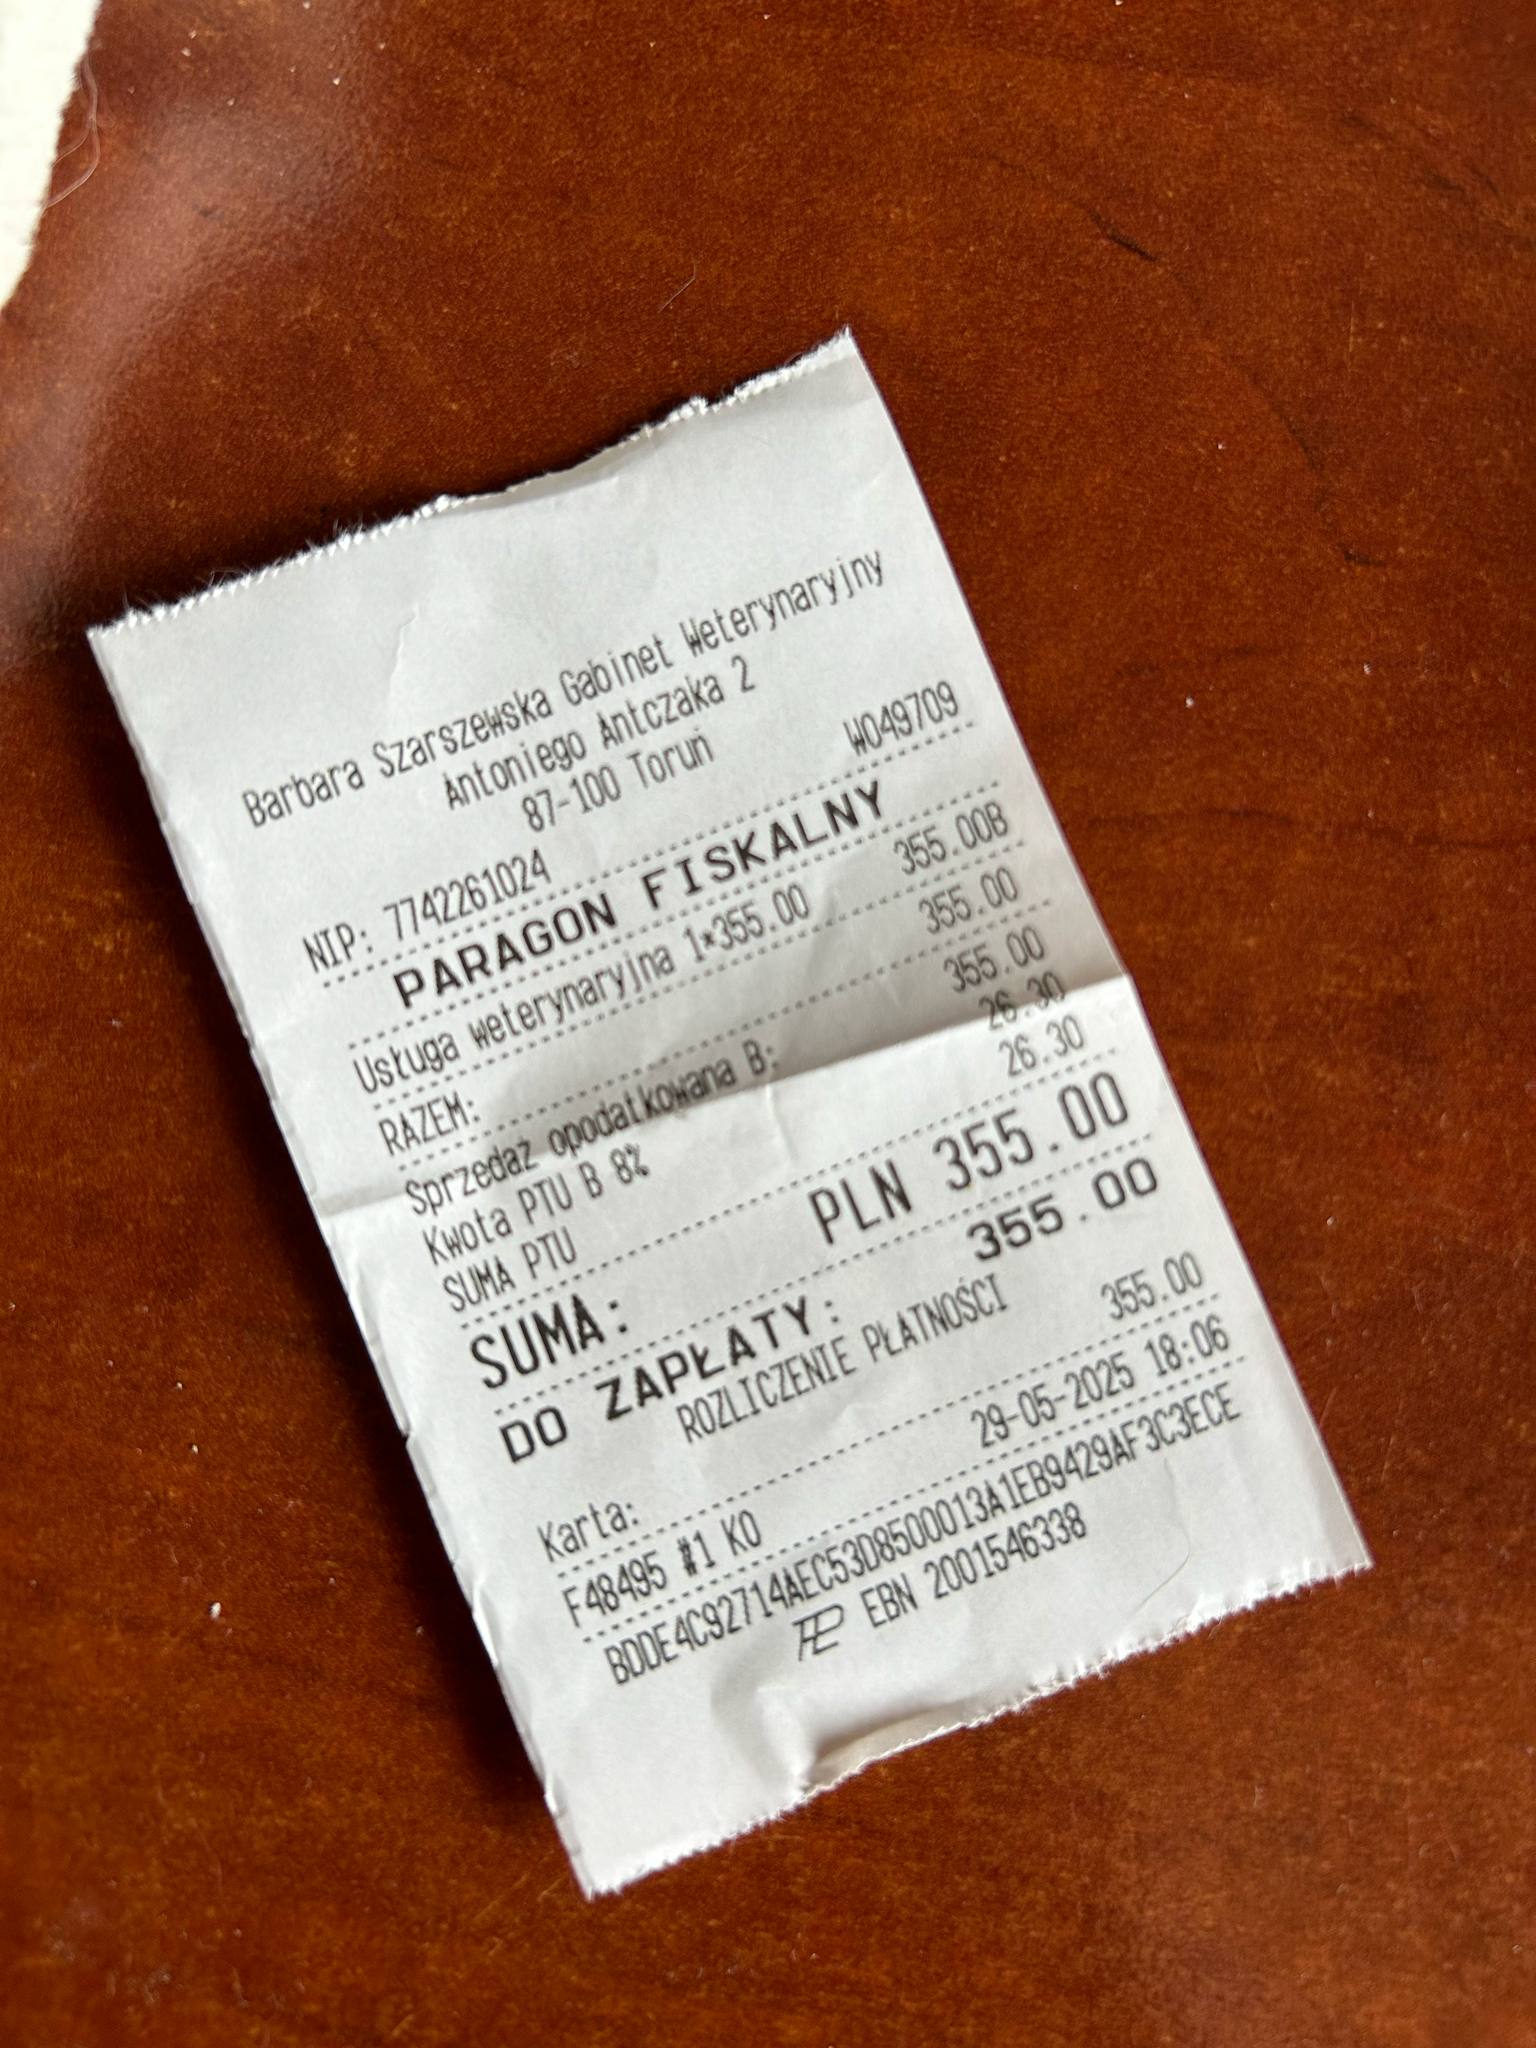 Barbara Szarszewska Gabinet Weterynaryjny
Antoniego Antczaka 2
87-100 Toruń
NIP: 7742261024 W049709
PARAGON FISKALNY
Usługa weterynaryjna 1*355.00 355.00B
RAZEM: 355.00
Sprzedaż opodatkowana B: 355.00
Kwota PTU B 8% 26.30
SUMA PTU 26.30
SUMA: PLN 355.00
DO ZAPŁATY: 355.00
ROZLICZENIE PŁATNOŚCI
Karta: 355.00
F48495 #1 KO 29-05-2025 18:06
BDDE4C92714AEC53D8500013A1EB9429AF3C3ECE
EBN 2001546338